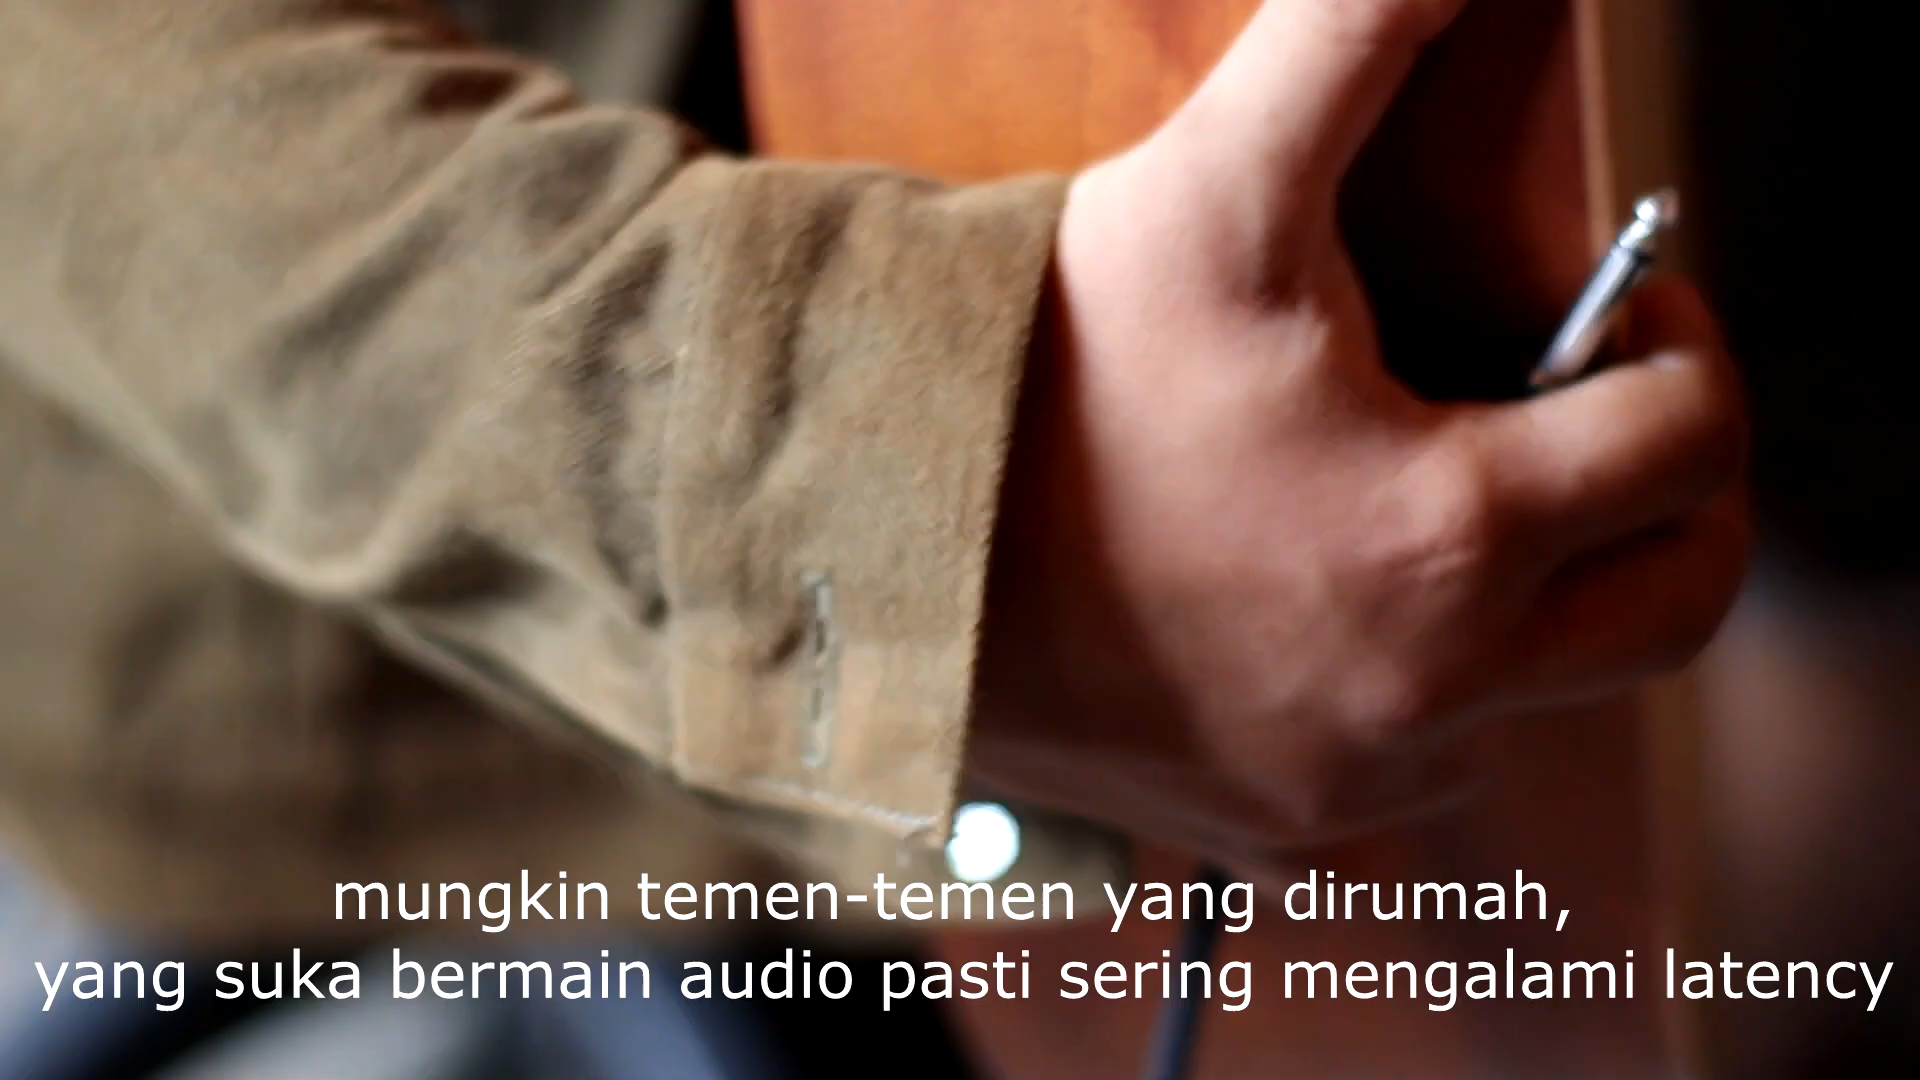 mungkin temen-temen yang dirumah,
yang suka bermain audio pasti sering mengalami latency